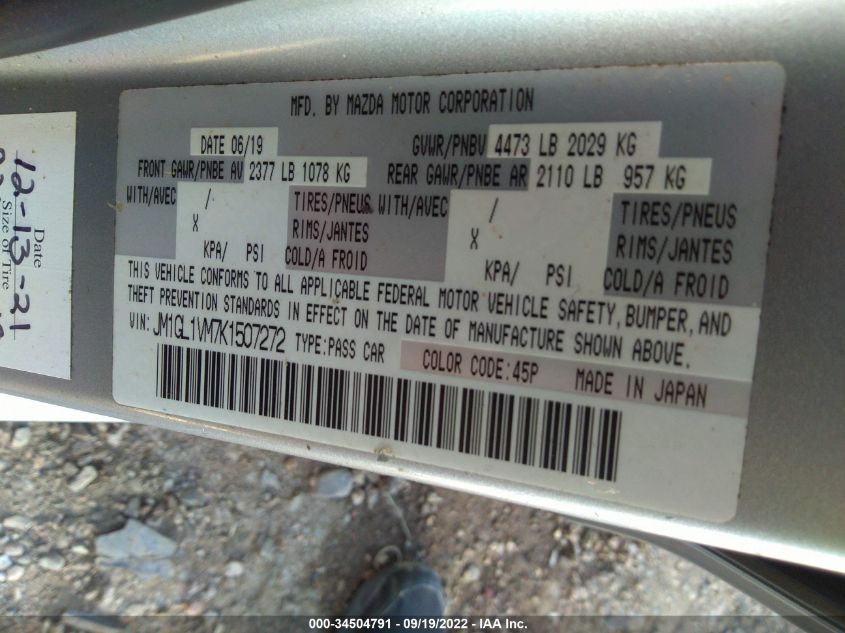 MFD. BY MAZDA MOTOR CORPORATION
DATE 06/19 GVWR/PNBV 4473 LB 2029 KG
FRONT GAWR/PNBE AV 2377 LB 1078 KG REAR GAWR/PNBE AR 2110 LB 957 KG
WITH/AVEC / TIRES/PNEUS WITH/AVEC / TIRES/PNEUS
X RIMS/JANTES X RIMS/JANTES
KPA/ PSI COLD/A FROID KPA/ PSI COLD/A FROID
THIS VEHICLE CONFORMS TO ALL APPLICABLE FEDERAL MOTOR VEHICLE SAFETY, BUMPER, AND
THEFT PREVENTION STANDARDS IN EFFECT ON THE DATE OF MANUFACTURE SHOWN ABOVE.
VIN: JM1GL1VM7K1507272 TYPE:PASS CAR COLOR CODE:45P MADE IN JAPAN
12-13-21
Date
Size of Tire
000-34504791 - 09/19/2022 - IAA Inc.